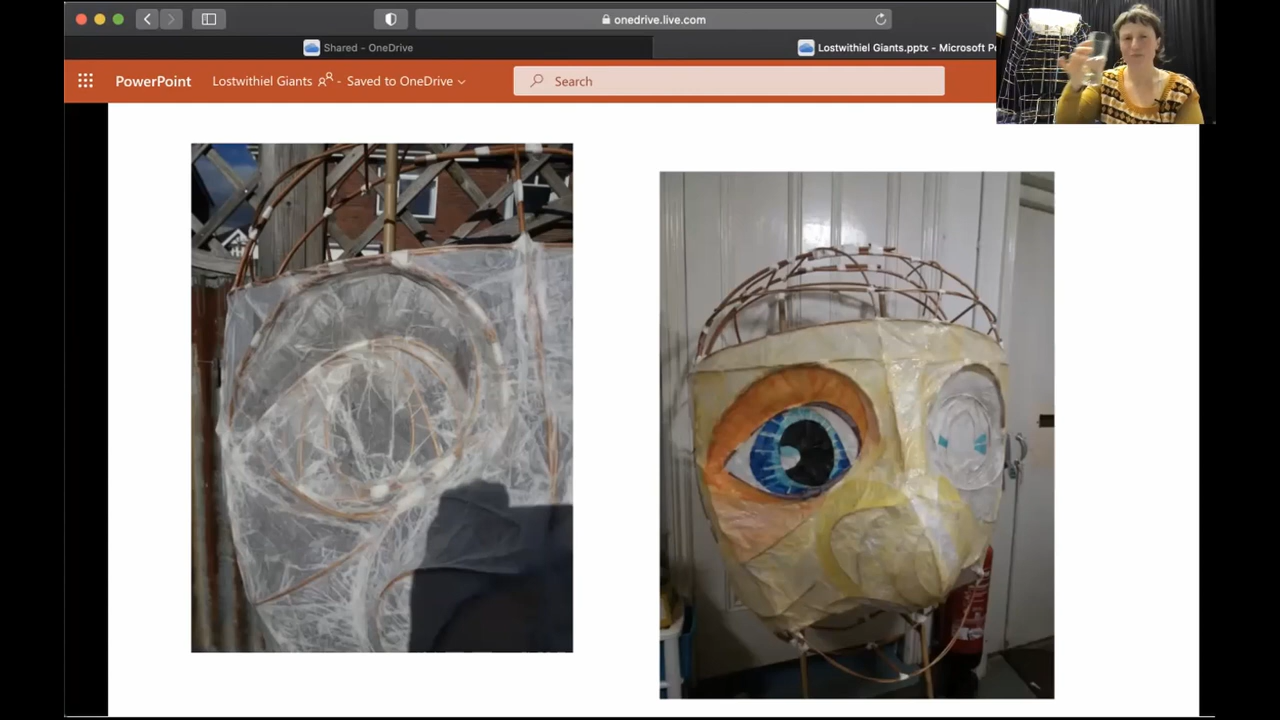 onedrive.live.com
Shared - OneDrive
Lostwithiel Giants.pptx - Microsoft
PowerPoint
Lostwithiel Giants - Saved to OneDrive
Search